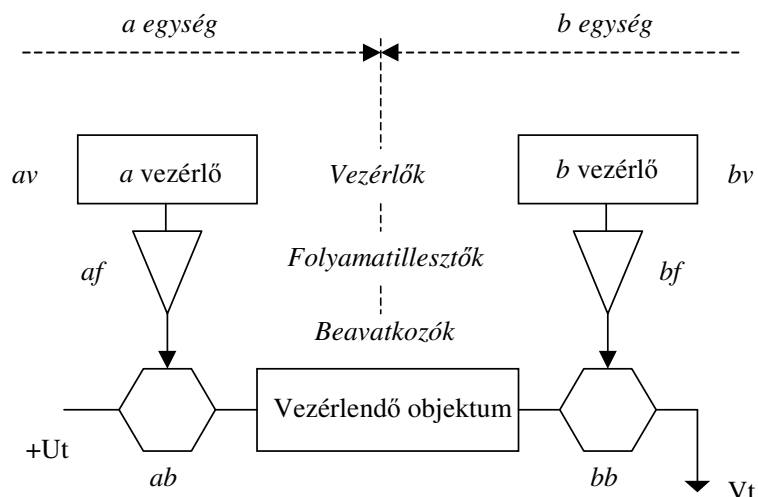 a egység
b egység
av
a vezérlő
Vezérlők
b vezérlő
bv
af
Folyamatillesztők
bf
Beavatkozók
Vezérlendő objektum
+Ut
ab
bb
Vt